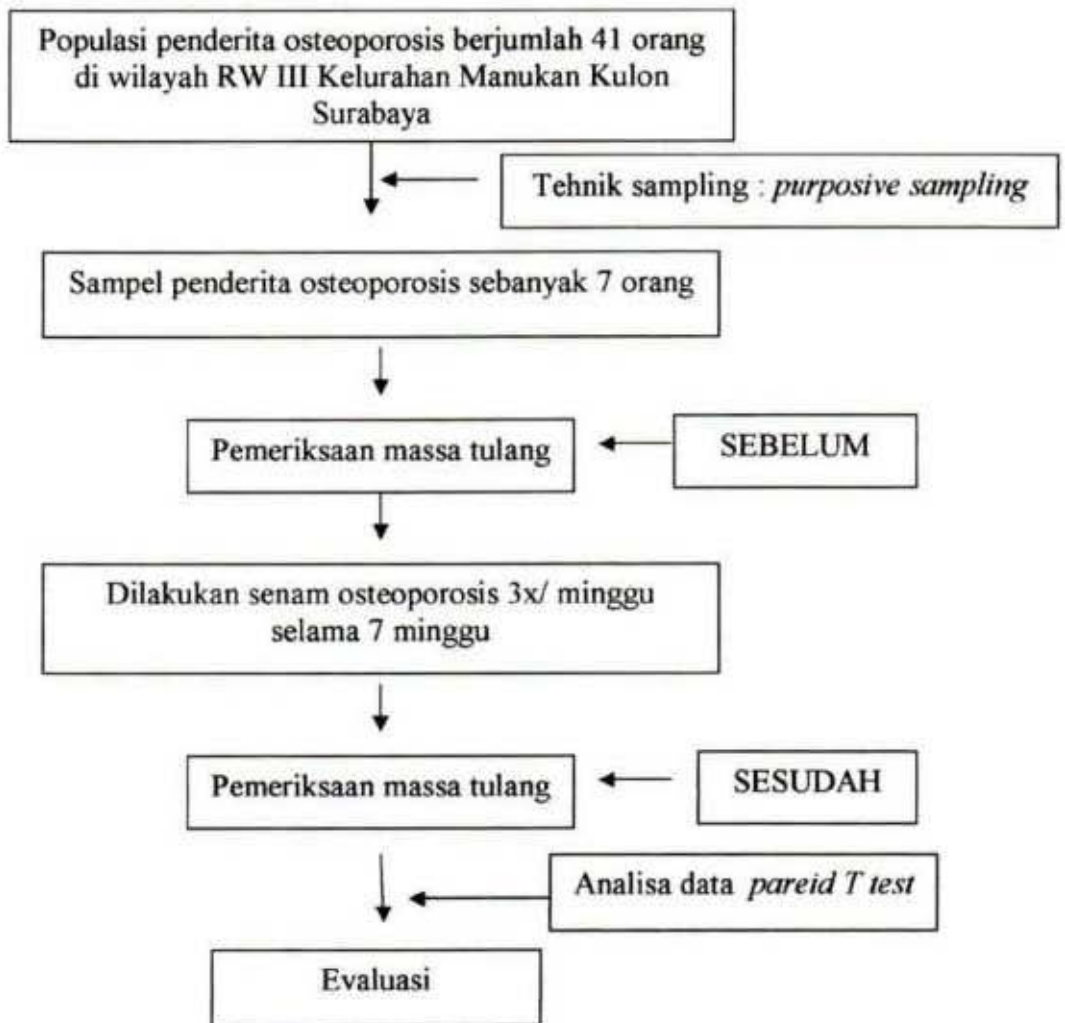 Populasi penderita osteoporosis berjumlah 41 orang
di wilayah RW III Kelurahan Manukan Kulon
Surabaya
Tehnik sampling : purposive sampling
Sampel penderita osteoporosis sebanyak 7 orang
Pemeriksaan massa tulang
SEBELUM
Dilakukan senam osteoporosis 3x/ minggu
selama 7 minggu
Pemeriksaan massa tulang
SESUDAH
Analisa data pareid T test
Evaluasi